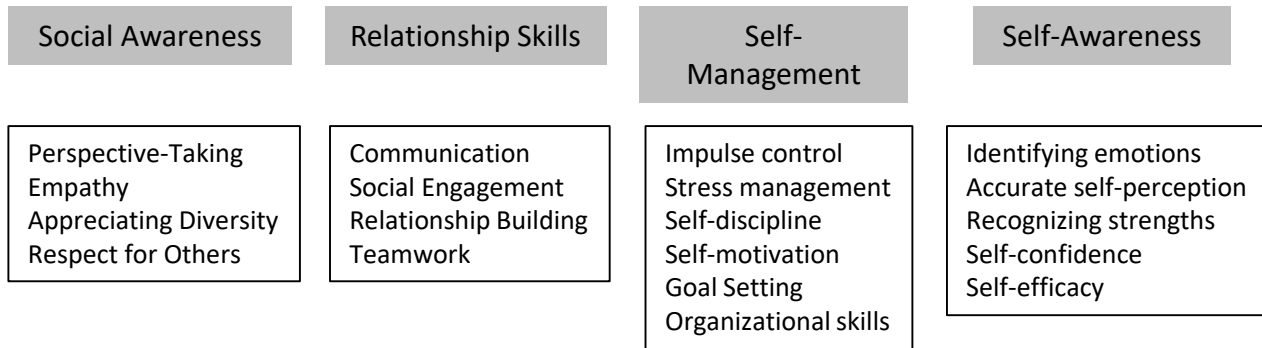 Social Awareness
Perspective-Taking
Empathy
Appreciating Diversity
Respect for Others
Relationship Skills
Communication
Social Engagement
Relationship Building
Teamwork
Self-
Management
Impulse control
Stress management
Self-discipline
Self-motivation
Goal Setting
Organizational skills
Self-Awareness
Identifying emotions
Accurate self-perception
Recognizing strengths
Self-confidence
Self-efficacy